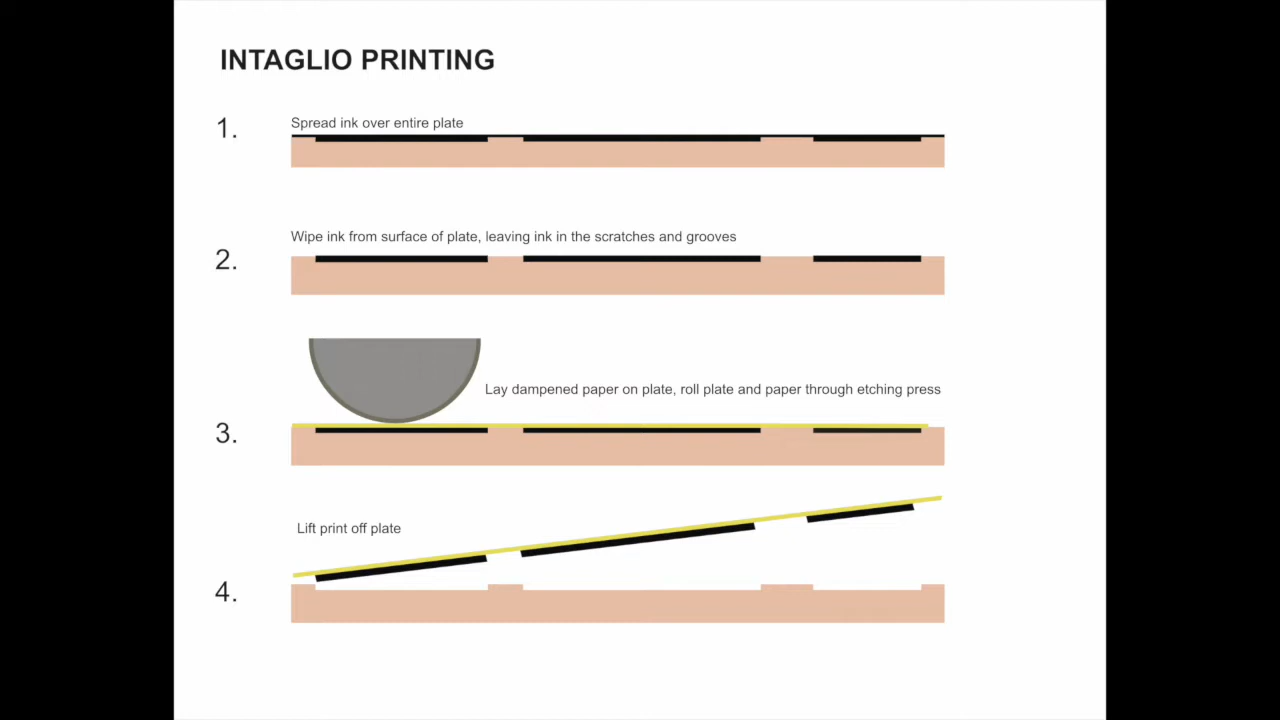 INTAGLIO PRINTING
1.
Spread ink over entire plate
2.
Wipe ink from surface of plate, leaving ink in the scratches and grooves
3.
Lay dampened paper on plate, roll plate and paper through etching press
4.
Lift print off plate